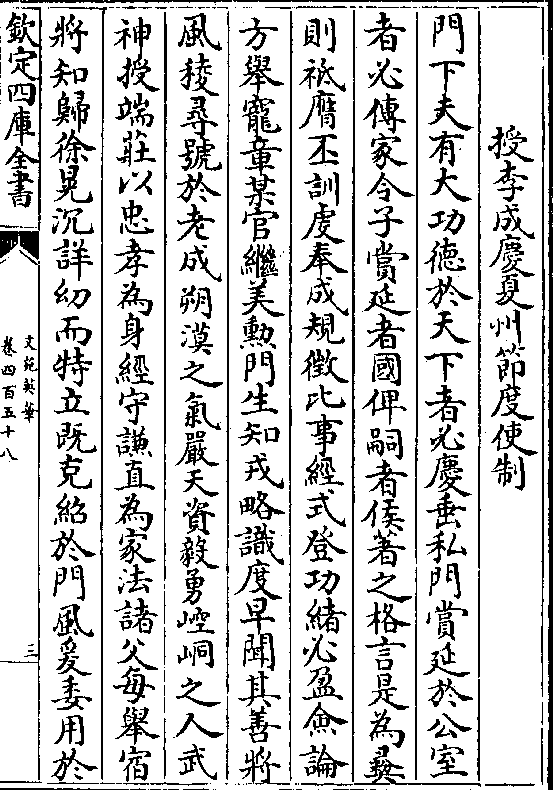 授李成慶夏州節度使制
門下夫有大功德於天下者必慶垂私門賞延於公室
者必傳家令子賞延者國俾嗣者侯著之格言是為彞
則祗膺丕訓虔奉成規徵比事經式登功緒必盈僉論
方舉寵章某官繼美勲門生知戎略識度早聞其善將
風稜尋號於老成朔漠之氣嚴天資毅勇崆峒之人武
神授端莊以忠孝為身經守謙直為家法諸父每舉宿
將知歸徐晃沉詳幼而特立既克紹於門風爰委用於
欽定四庫全書
文苑英華
卷四百五十八
三